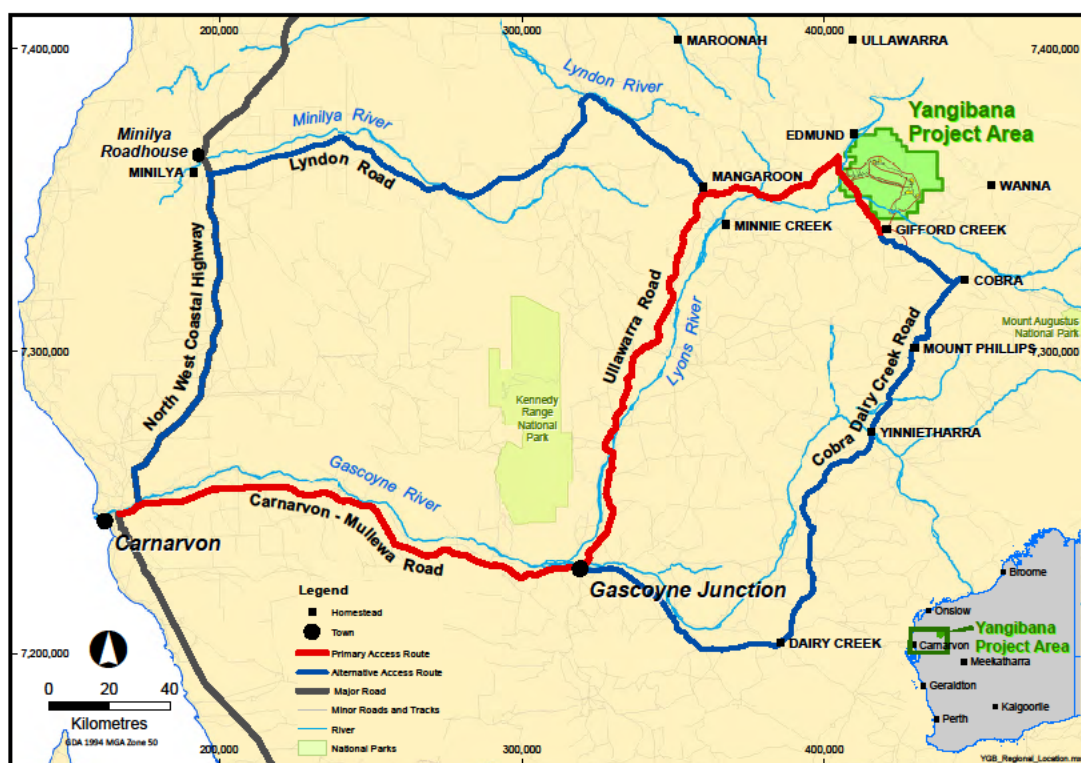 200,000
300,000
400,000
7,400,000
7,400,000
MAROONAH
ULLAWARRA
Lyndon River
Yangibana
Project Area
Minilya River
EDMUND
Minilya
Roadhouse
MINILYA
Lyndon Road
MANGAROON
WANNA
MINNIE CREEK
GIFFORD CREEK
North West Coastal Highway
Ullawarra Road
Lyons River
COBRA
Mount Augustus
National Park
7,300,000
7,300,000
MOUNT PHILLIPS
Cobra Dairy Creek Road
Kennedy
Range
National
Park
YINNIETHARRA
Gascoyne River
Carnarvon - Mullewa Road
Carnarvon
Gascoyne Junction
DAIRY CREEK
7,200,000
Legend
Homestead
Town
Primary Access Route
Alternative Access Route
Major Road
Minor Roads and Tracks
River
National Parks
0 20 40
Kilometres
GDA 1994 MGA Zone 50
200,000
300,000
400,000
Broome
Onslow
Yangibana
Project Area
Carnarvon
Meekatharra
Geraldton
Kalgoorlie
Perth